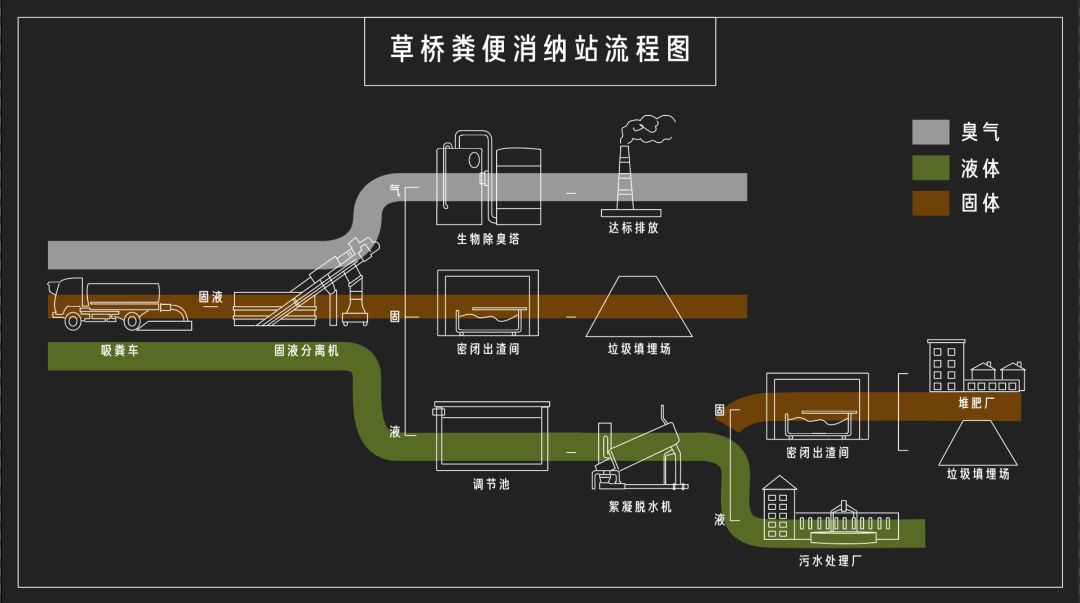 草桥粪便消纳站流程图
臭气
液体
固体
气
生物除臭塔
达标排放
固液
吸粪车
固液分离机
固
密闭出渣间
垃圾填埋场
液
调节池
絮凝脱水机
固
密闭出渣间
堆肥厂
垃圾填埋场
液
污水处理厂